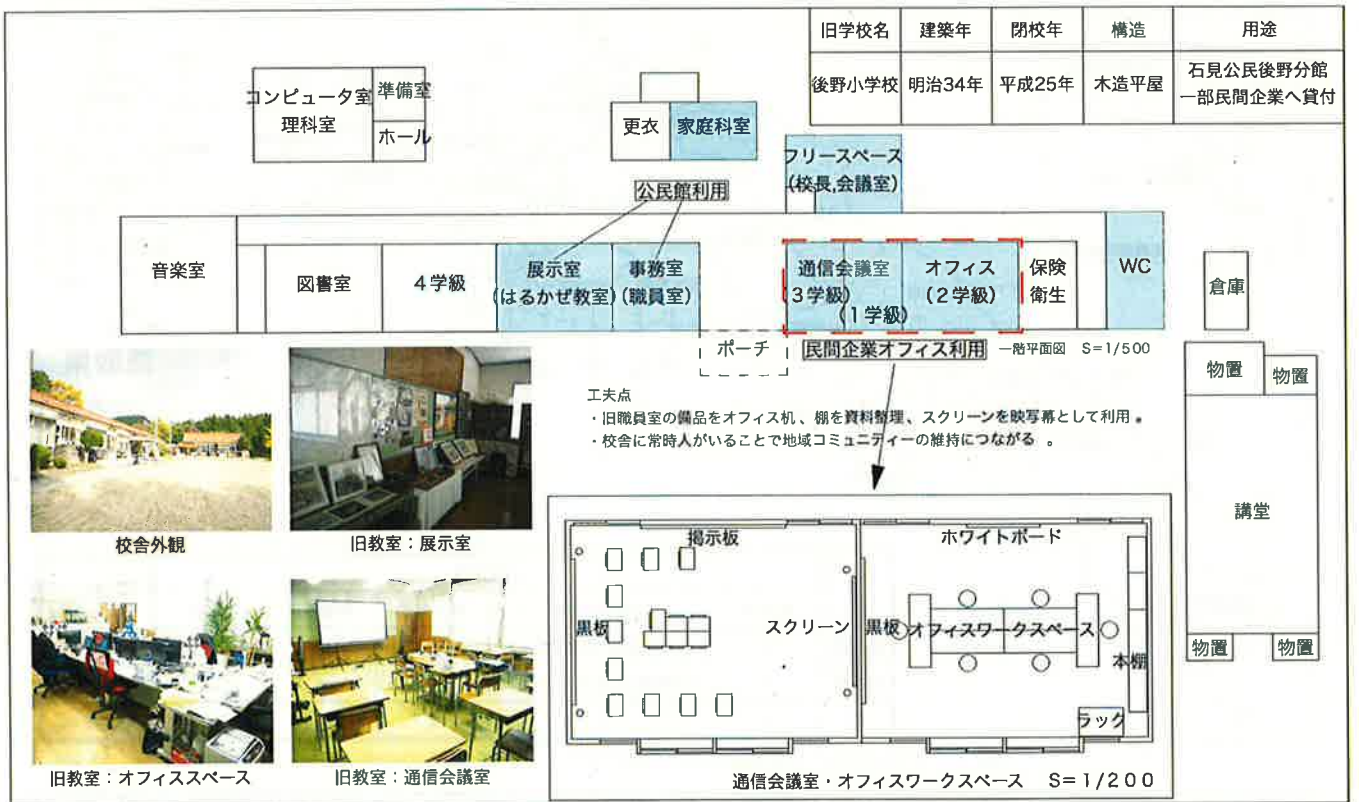 旧学校名 建築年 閉校年 構造 用途
後野小学校 明治34年 平成25年 木造平屋 石見公民後野分館
一部民間企業へ貸付
コンピュータ室
理科室
準備室
ホール
更衣
家庭科室
フリースペース
(校長,会議室)
公民館利用
音楽室
図書室
4学級
展示室
(はるかぜ教室)
事務室
(職員室)
通信会議室
(3学級)
(1学級)
オフィス
(2学級)
保険
衛生
WC
倉庫
ポーチ
民間企業オフィス利用
一階平面図 S=1/500
物置
物置
講堂
物置
物置
工夫点
・旧職員室の備品をオフィス机、棚を資料整理、スクリーンを映写幕として利用。
・校舎に常時人がいることで地域コミュニティーの維持につながる。
校舎外観
旧教室：展示室
旧教室：オフィススペース
旧教室：通信会議室
掲示板
黒板
スクリーン
ホワイトボード
黒板
オフィスワークスペース
本棚
ラック
通信会議室・オフィスワークスペース S=1/200